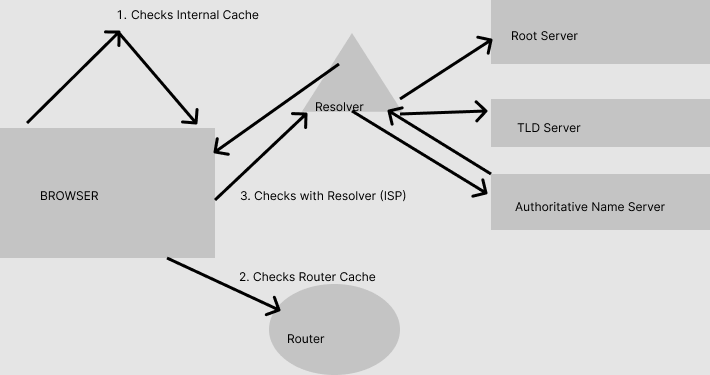 1. Checks Internal Cache
Root Server
Resolver
TLD Server
BROWSER
3. Checks with Resolver (ISP)
Authoritative Name Server
2. Checks Router Cache
Router